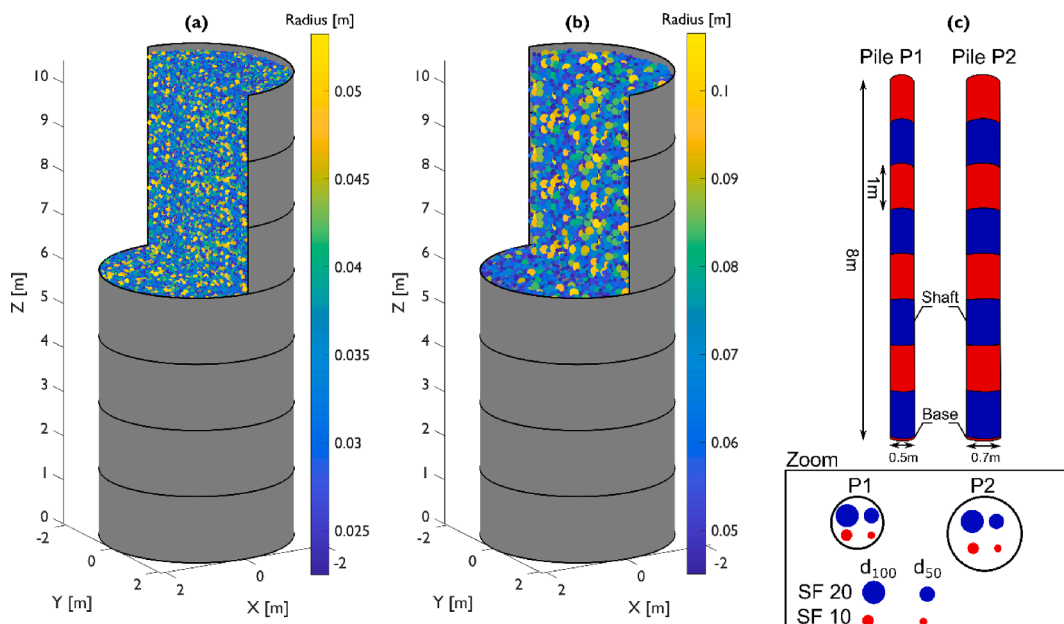 (a)
Radius [m]
10
9
8
7
6
5
4
3
2
1
0
Z [m]
-2
0
2
Y [m]
2
0
-2
X [m]
0.05
0.045
0.04
0.035
0.03
0.025
(b)
Radius [m]
10
9
8
7
6
5
4
3
2
1
0
Z [m]
-2
0
2
Y [m]
2
0
-2
X [m]
0.1
0.09
0.08
0.07
0.06
0.05
(c)
Pile P1 Pile P2
1m
8m
Shaft
Base
0.5m 0.7m
Zoom
P1 P2
d100 d50
SF 20
SF 10